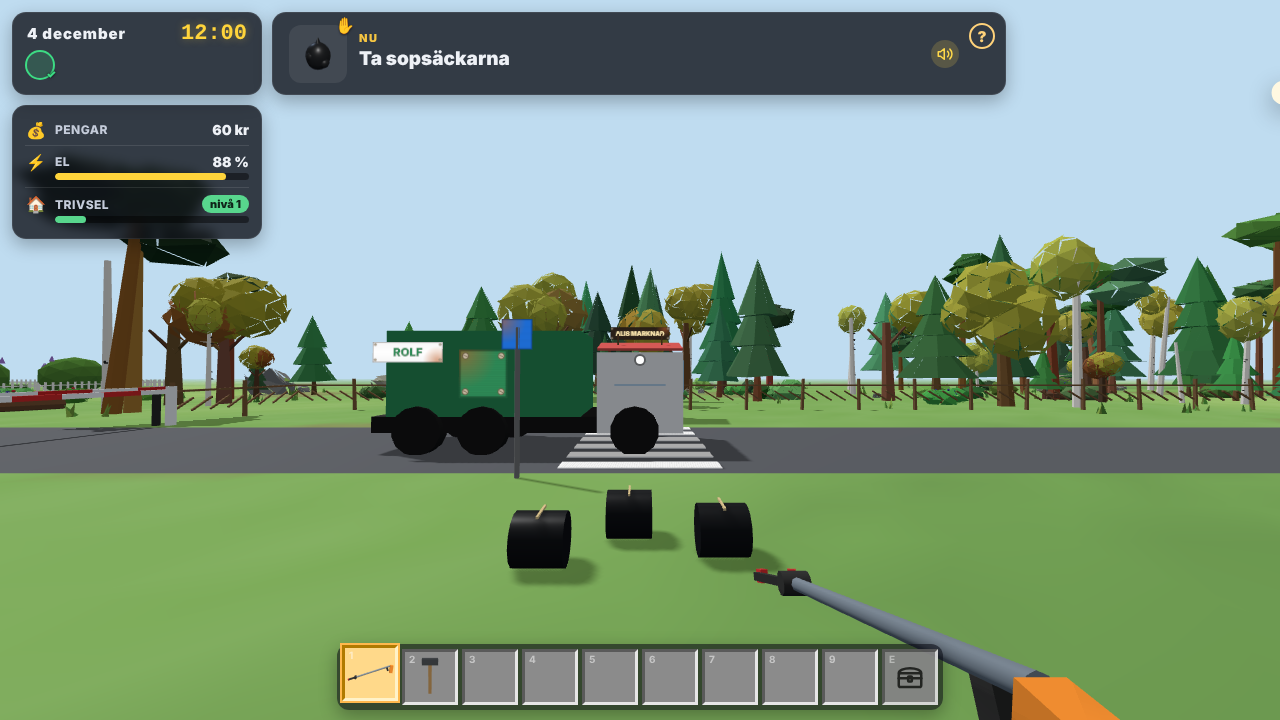 4 december
12:00
NU
Ta sopsäckarna
?
PENGAR
60 kr
EL
88 %
TRIVSEL
nivå 1
ROLF
1
2
3
4
5
6
7
8
9
E